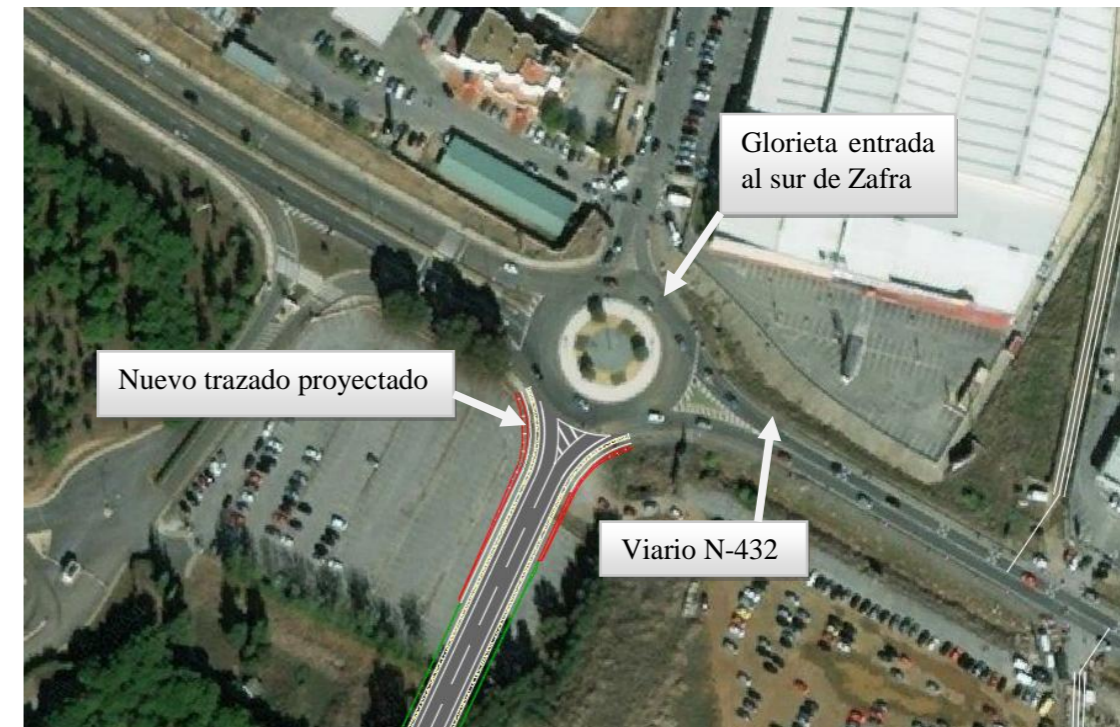 Glorieta entrada
al sur de Zafra
Nuevo trazado proyectado
Viario N-432